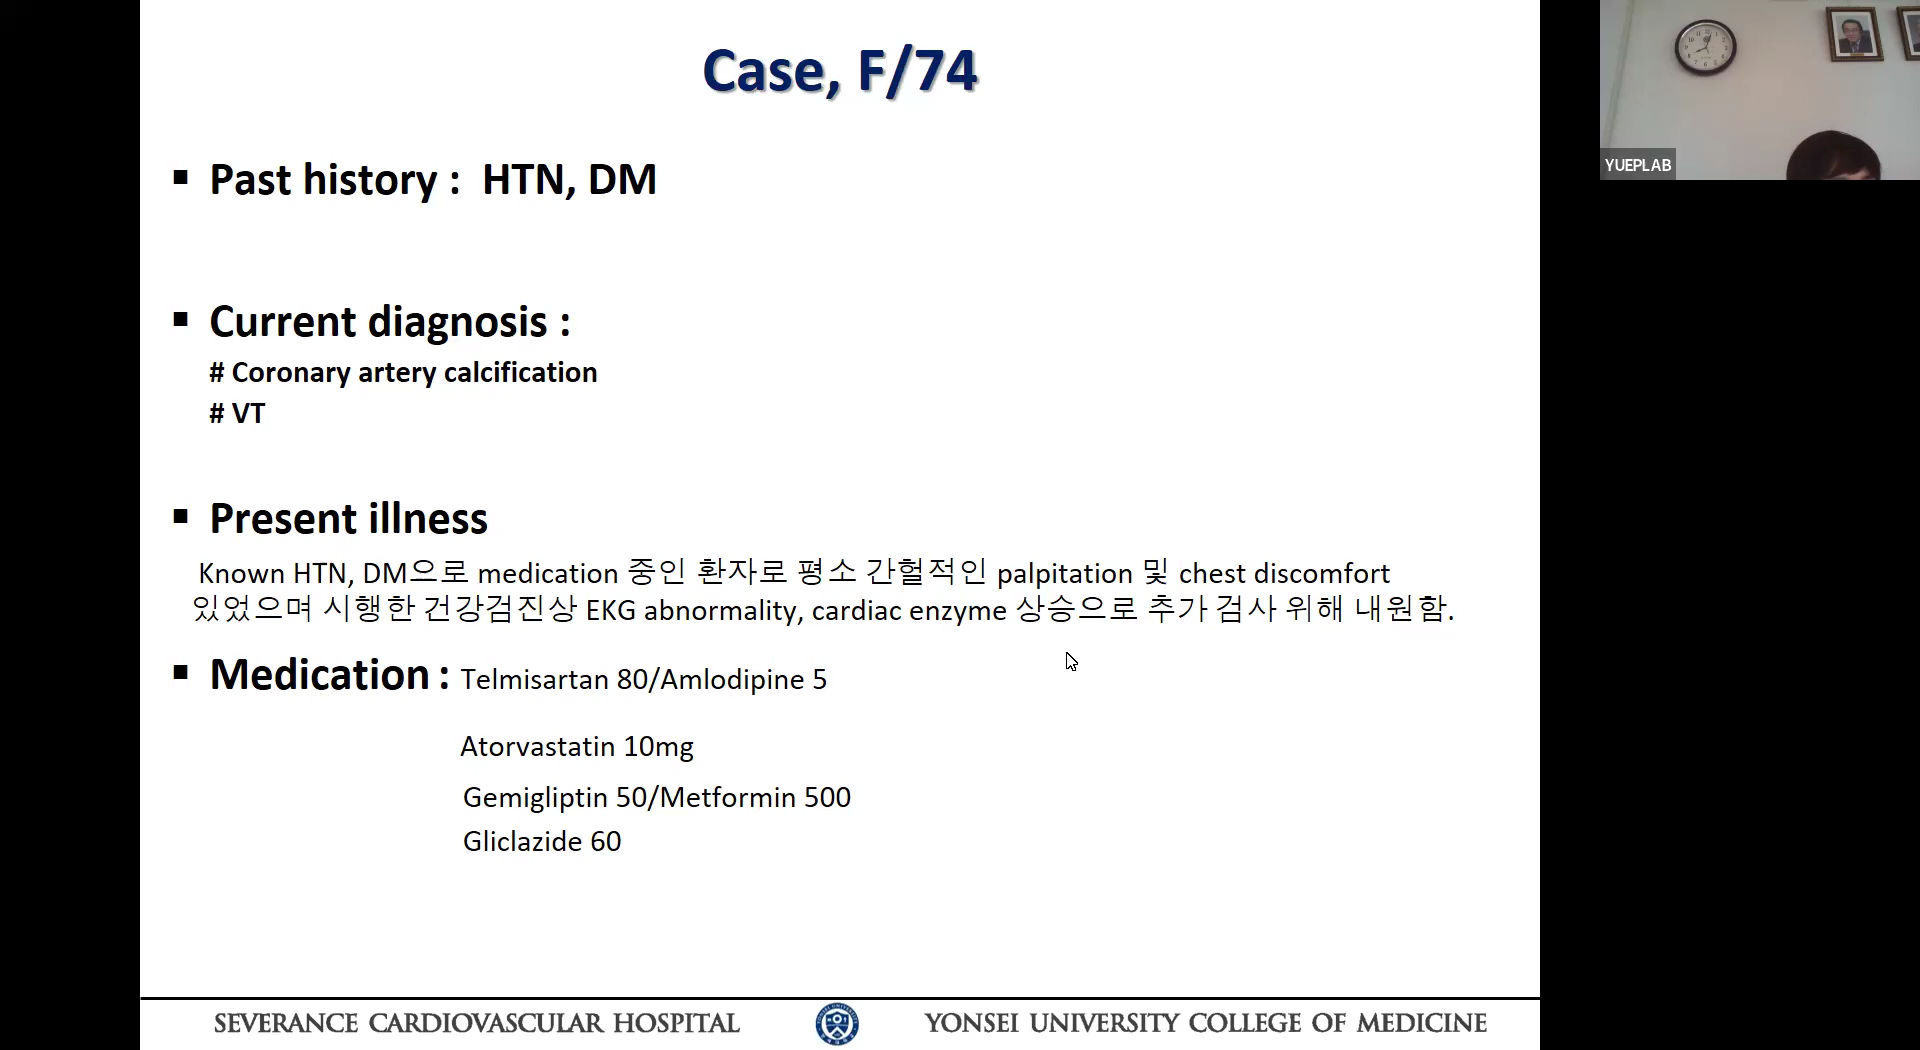 Case, F/74
▪ Past history : HTN, DM
▪ Current diagnosis :
# Coronary artery calcification
# VT
▪ Present illness
Known HTN, DM으로 medication 중인 환자로 평소 간헐적인 palpitation 및 chest discomfort
있었으며 시행한 건강검진상 EKG abnormality, cardiac enzyme 상승으로 추가 검사 위해 내원함.
▪ Medication : Telmisartan 80/Amlodipine 5
Atorvastatin 10mg
Gemigliptin 50/Metformin 500
Gliclazide 60
SEVERANCE CARDIOVASCULAR HOSPITAL
YONSEI UNIVERSITY COLLEGE OF MEDICINE
YUEPLAB